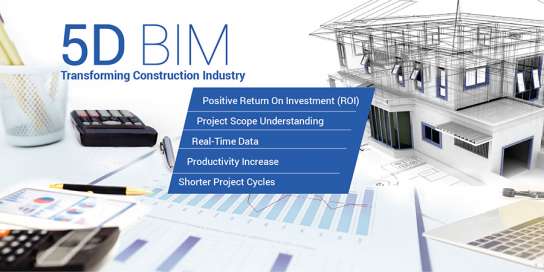 5D BIM
Transforming Construction Industry
Positive Return On Investment (ROI)
Project Scope Understanding
Real-Time Data
Productivity Increase
Shorter Project Cycles